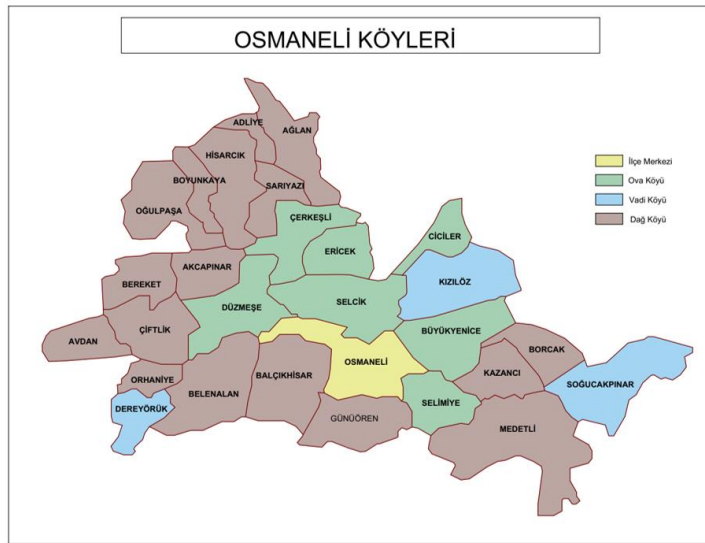 OSMANELİ KÖYLERİ
ADLİYE
AĞLAN
HİSARCIK
BOYUNKAYA
SARIYAZI
OĞULPAŞA
ÇERKEŞLİ
ERİCEK
CİCİLER
AKCAPINAR
BEREKET
KIZILÖZ
DÜZMEŞE
SELCİK
ÇİFTLİK
BÜYÜKYENİCE
AVDAN
BORCAK
OSMANELİ
BALÇIKHİSAR
KAZANCI
ORHANİYE
SOĞUCAKPINAR
BELENALAN
SELİMİYE
DEREYÖRÜK
GÜNÜÖREN
MEDETLİ
İlçe Merkezi
Ova Köyü
Vadi Köyü
Dağ Köyü